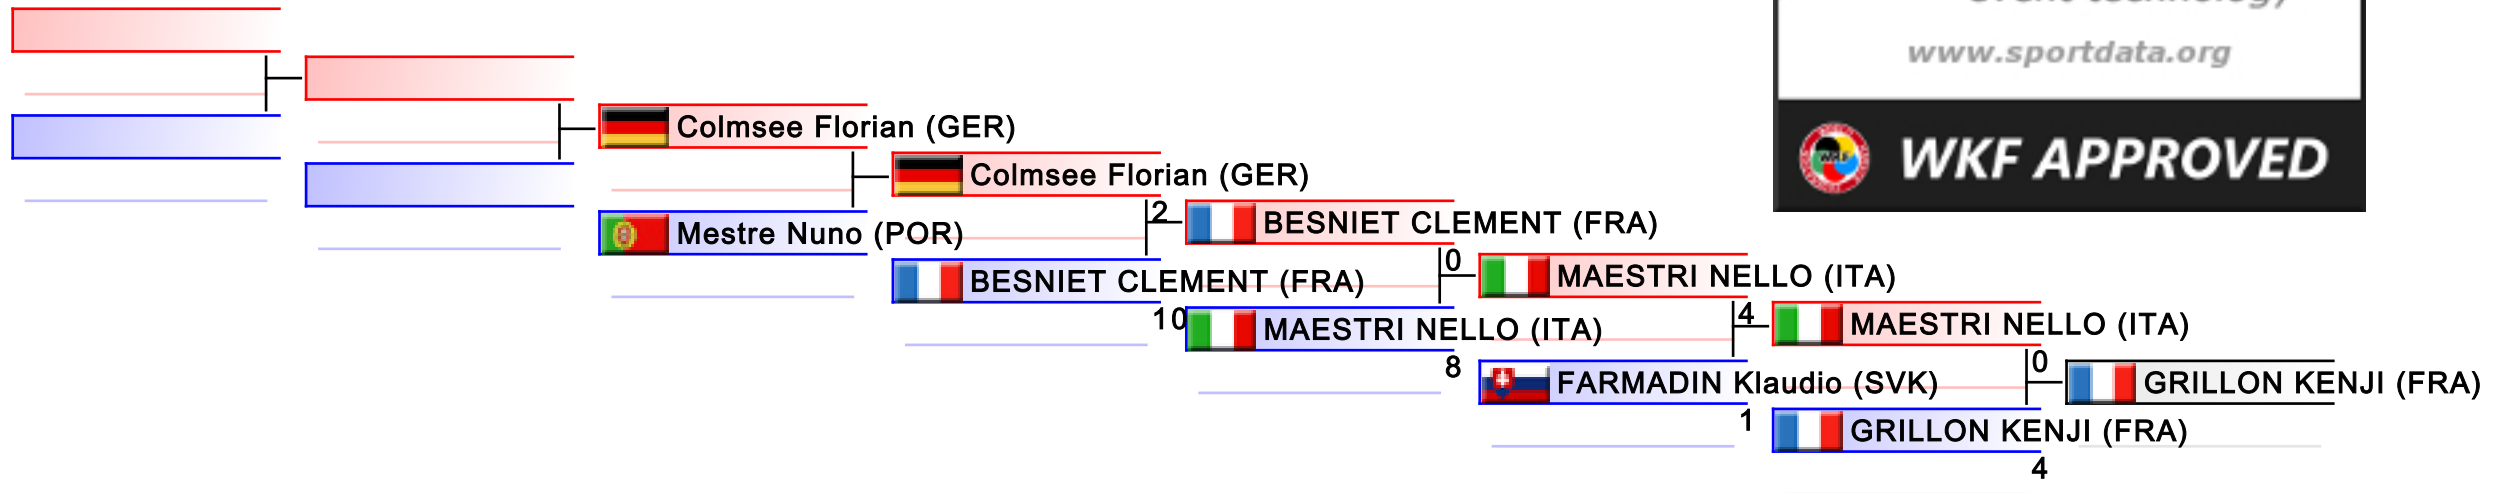 event technology
www.sportdata.org
WKF APPROVED
Colmsee Florian (GER)
Colmsee Florian (GER)
2
BESNIET CLEMENT (FRA)
Mestre Nuno (POR)
0
BESNIET CLEMENT (FRA)
MAESTRI NELLO (ITA)
10
MAESTRI NELLO (ITA)
4
MAESTRI NELLO (ITA)
8
FARMADIN Klaudio (SVK)
0
GRILLON KENJI (FRA)
1
GRILLON KENJI (FRA)
4